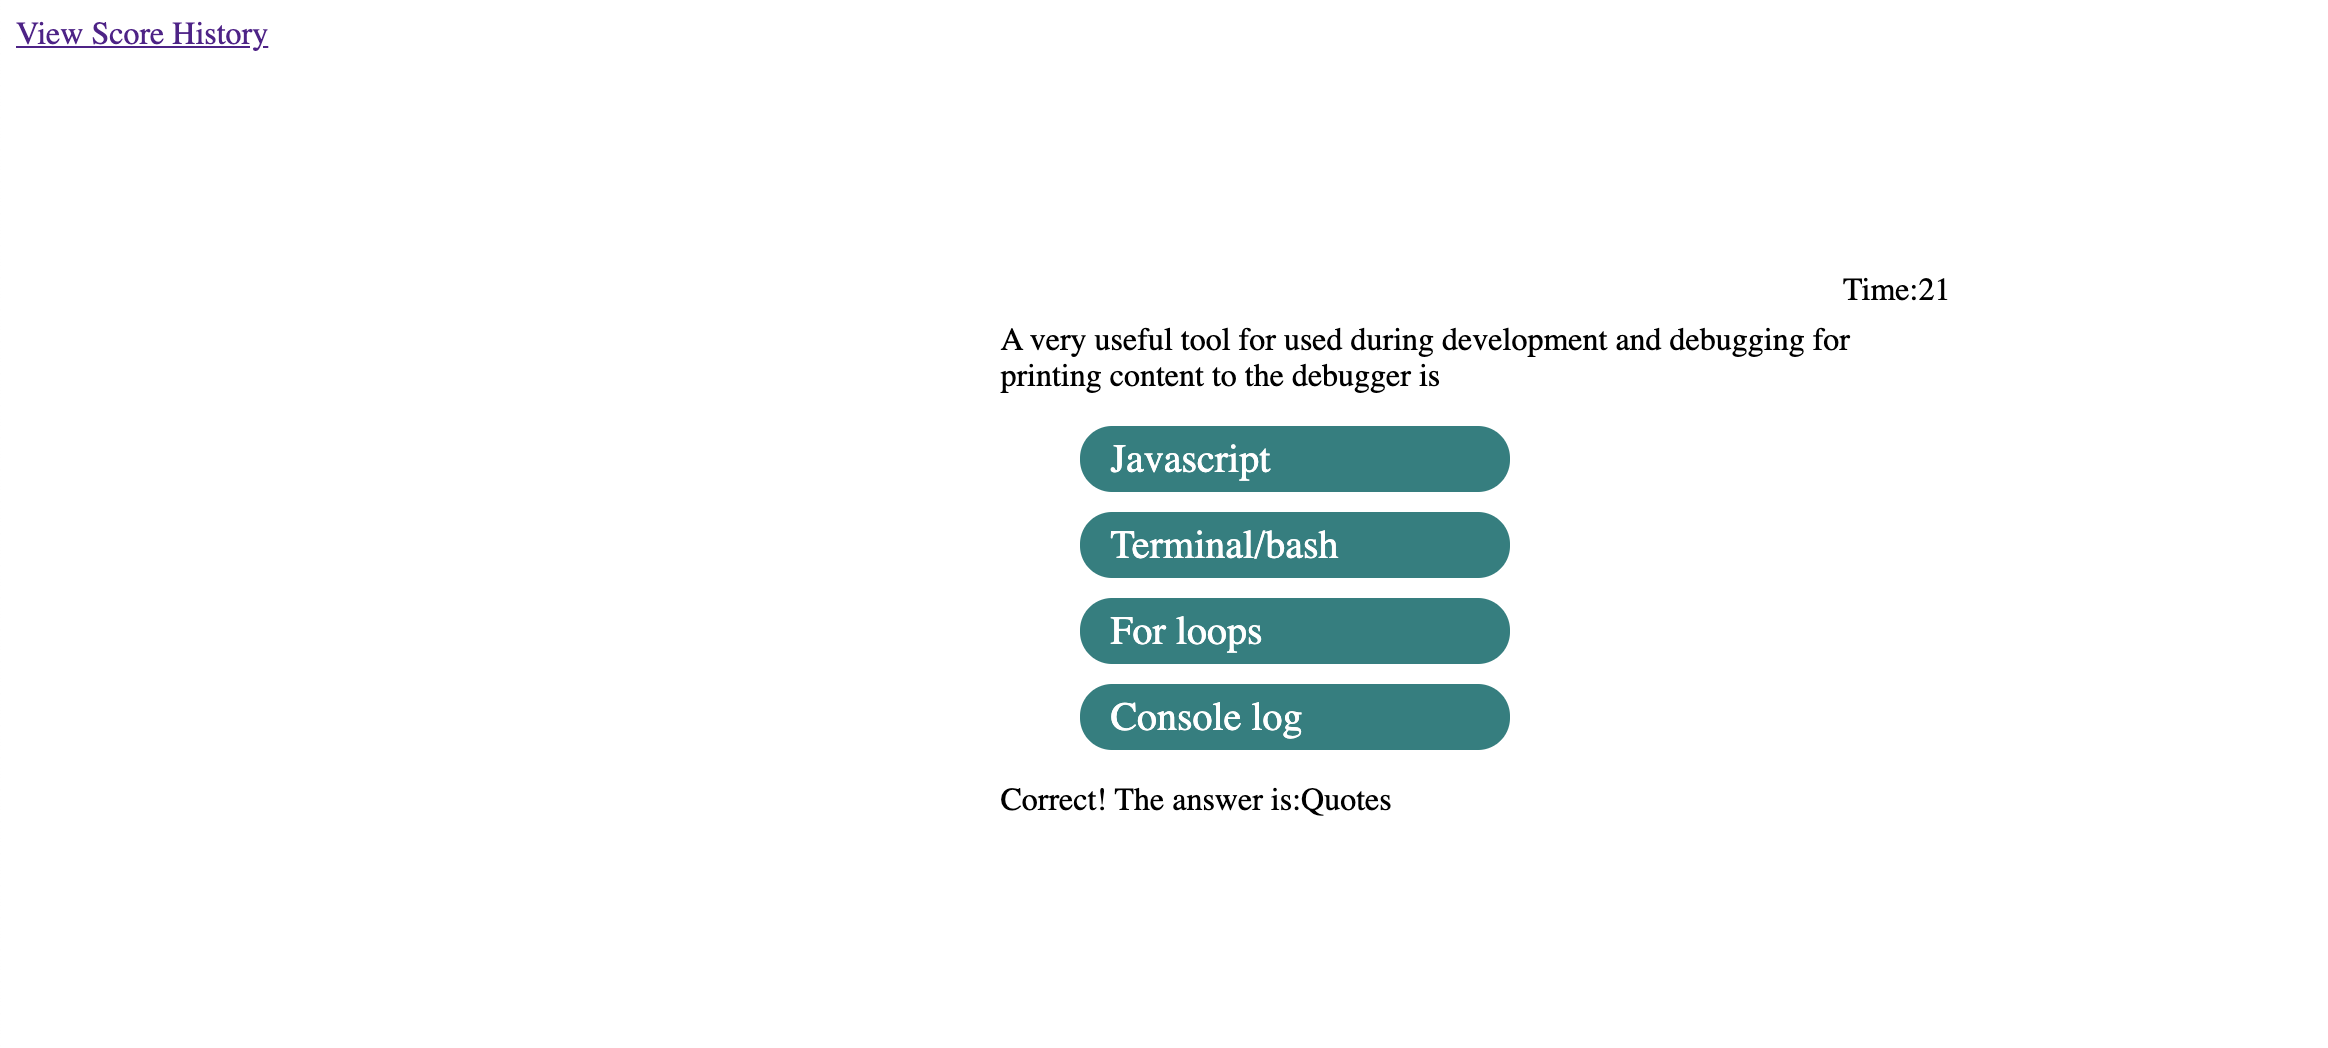 View Score History
Time:21
A very useful tool for used during development and debugging for
printing content to the debugger is
Javascript
Terminal/bash
For loops
Console log
Correct! The answer is:Quotes